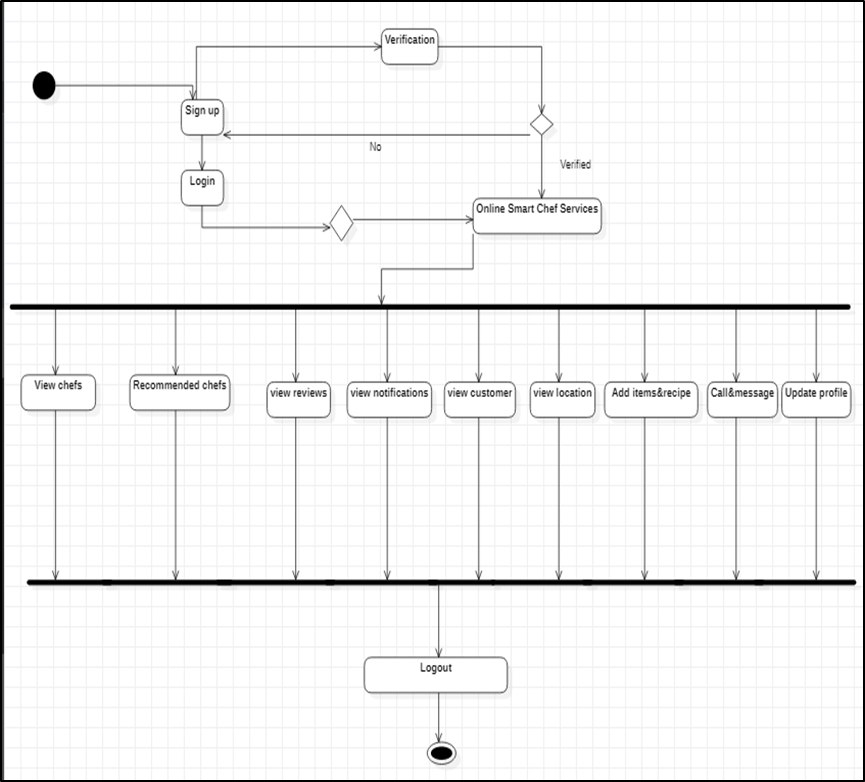 Verification
Sign up
No
Verified
Login
Online Smart Chef Services
View chefs
Recommended chefs
view reviews
view notifications
view customer
view location
Add items&recipe
Call&message
Update profile
Logout